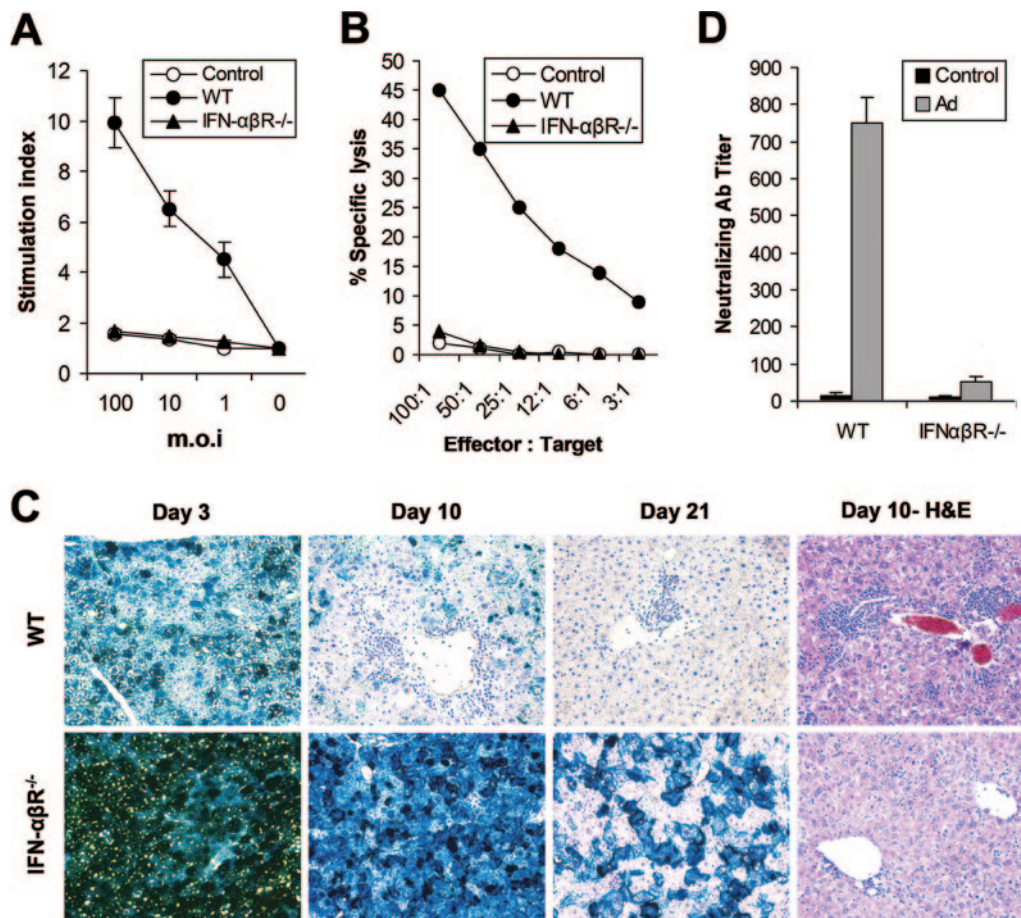 A
Stimulation index
12
10
8
6
4
2
0
Control
WT
IFN-αβR-/-
100 10 1 0
m.o.i
B
% Specific lysis
50
45
40
35
30
25
20
15
10
5
0
Control
WT
IFN-αβR-/-
100:1 50:1 25:1 12:1 6:1 3:1
Effector : Target
D
Neutralizing Ab Titer
900
800
700
600
500
400
300
200
100
0
Control
Ad
WT IFNαβR-/-
C
Day 3 Day 10 Day 21 Day 10- H&E
WT
IFN-αβR-/-